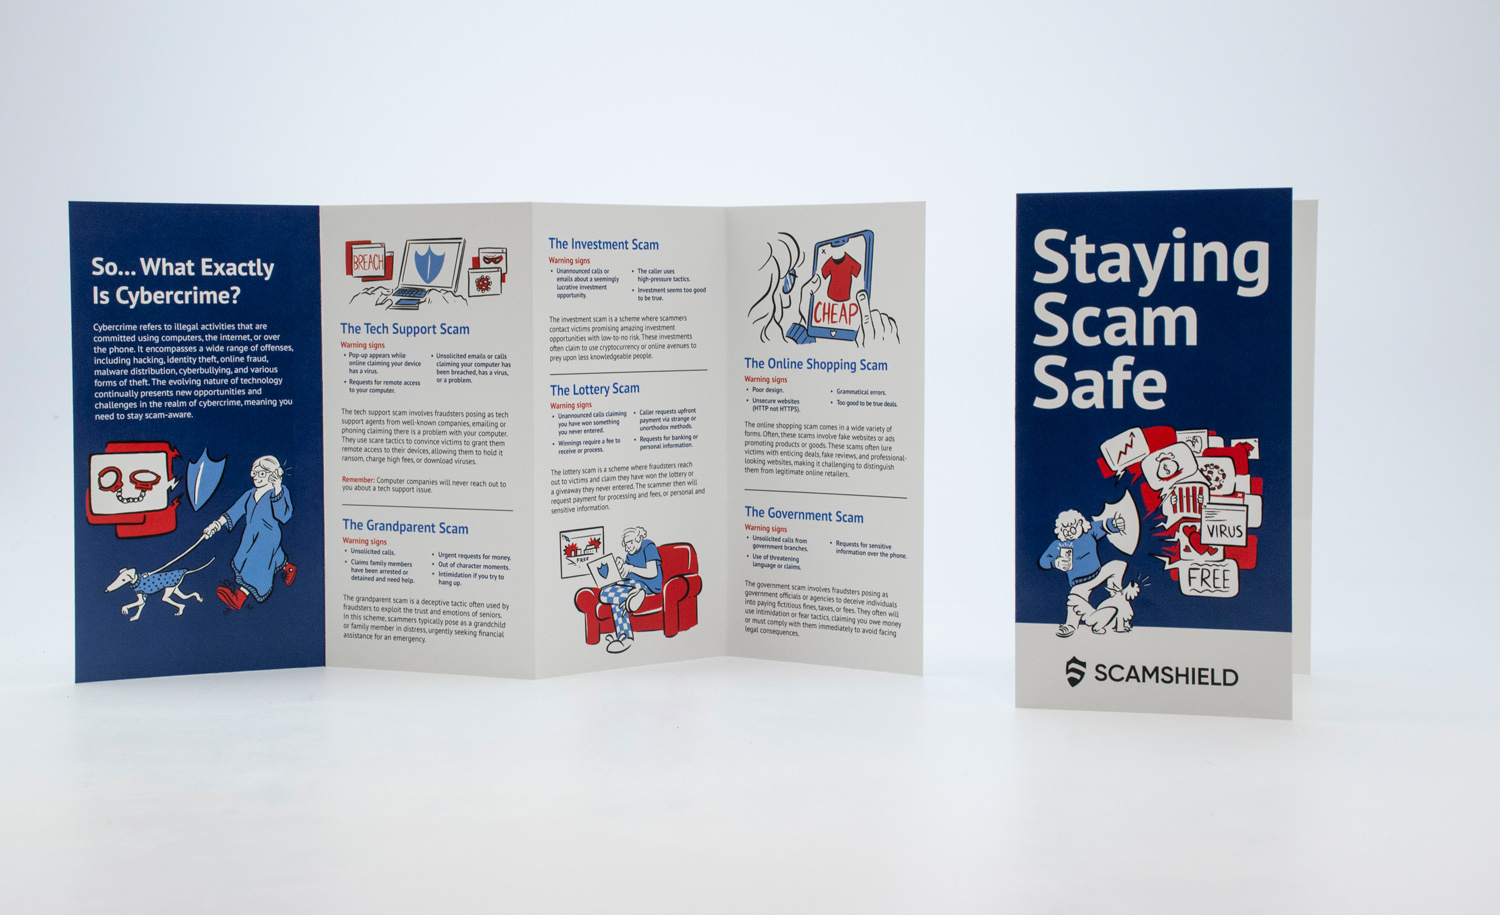 So... What Exactly
Is Cybercrime?
Cybercrime refers to illegal activities that are
committed using computers, the internet, or over
the phone. It encompasses a wide range of offenses,
including hacking, identity theft, online fraud,
malware distribution, cyberbullying, and various
forms of theft. The evolving nature of technology
continually presents new opportunities and
challenges in the realm of cybercrime, meaning you
need to stay scam-aware.
BREACH
The Tech Support Scam
Warning signs
• Pop-up appears while
online claiming your device
has a virus.
• Requests for remote access
to your computer.
• Unsolicited emails or calls
claiming your computer has
been breached, has a virus,
or a problem.
The tech support scam involves fraudsters posing as tech
support agents from well-known companies, emailing or
phoning claiming there is a problem with your computer.
They use scare tactics to convince victims to grant them
remote access to their devices, allowing them to hold it
ransom, charge high fees, or download viruses.
Remember: Computer companies will never reach out to
you about a tech support issue.
The Grandparent Scam
Warning signs
• Unsolicited calls.
• Claims family members
have been arrested or
detained and need help.
• Urgent requests for money.
• Out of character moments.
• Intimidation if you try to
hang up.
The grandparent scam is a deceptive tactic often used by
fraudsters to exploit the trust and emotions of seniors.
In this scheme, scammers typically pose as a grandchild
or family member in distress, urgently seeking financial
assistance for an emergency.
The Investment Scam
Warning signs
• Unannounced calls or
emails about a seemingly
lucrative investment
opportunity.
• The caller uses
high-pressure tactics.
• Investment seems too good
to be true.
The investment scam is a scheme where scammers
contact victims promising amazing investment
opportunities with low-to-no risk. These investments
often claim to use cryptocurrency or online avenues to
prey upon less knowledgeable people.
The Lottery Scam
Warning signs
• Unannounced calls claiming
you have won something
you never entered.
• Winnings require a fee to
receive or process.
• Caller requests upfront
payment via strange or
unorthodox methods.
• Requests for banking or
personal information.
The lottery scam is a scheme where fraudsters reach
out to victims and claim they have won the lottery or
a giveaway they never entered. The scammer then will
request payment for processing and fees, or personal and
sensitive information.
FREE
CHEAP
The Online Shopping Scam
Warning signs
• Poor design.
• Unsecure websites
(HTTP not HTTPS).
• Grammatical errors.
• Too good to be true deals.
The online shopping scam comes in a wide variety of
forms. Often, these scams involve fake websites or ads
promoting products or goods. These scams often lure
victims with enticing deals, fake reviews, and professional-
looking websites, making it challenging to distinguish
them from legitimate online retailers.
The Government Scam
Warning signs
• Unsolicited calls from
government branches.
• Use of threatening
language or claims.
• Requests for sensitive
information over the phone.
The government scam involves fraudsters posing as
government officials or agencies to deceive individuals
into paying fictitious fines, taxes, or fees. They often will
use intimidation or fear tactics, claiming you owe money
or must comply with them immediately to avoid facing
legal consequences.
Staying
Scam
Safe
VIRUS
FREE
SCAMSHIELD